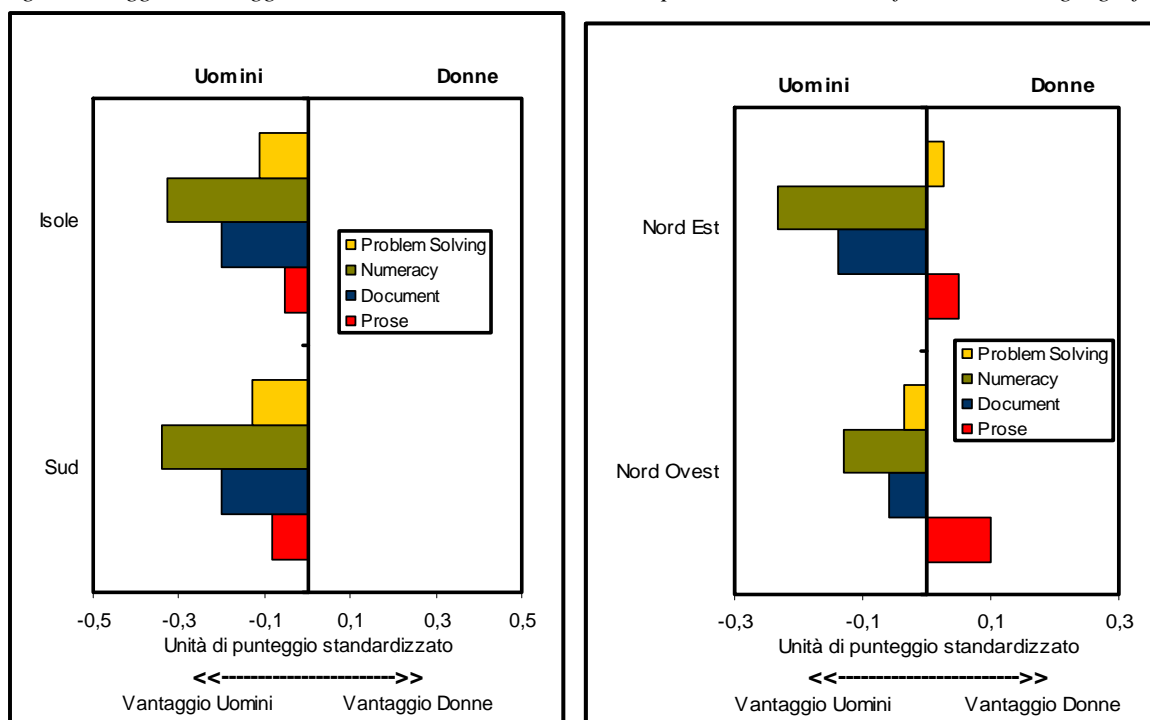 Uomini Donne
Isole
Sud
Problem Solving
Numeracy
Document
Prose
-0,5 -0,3 -0,1 0,1 0,3 0,5
Unità di punteggio standardizzato
<<----------------------->>
Vantaggio Uomini Vantaggio Donne
Uomini Donne
Nord Est
Nord Ovest
Problem Solving
Numeracy
Document
Prose
-0,3 -0,1 0,1 0,3
Unità di punteggio standardizzato
<<----------------------->>
Vantaggio Uomini Vantaggio Donne